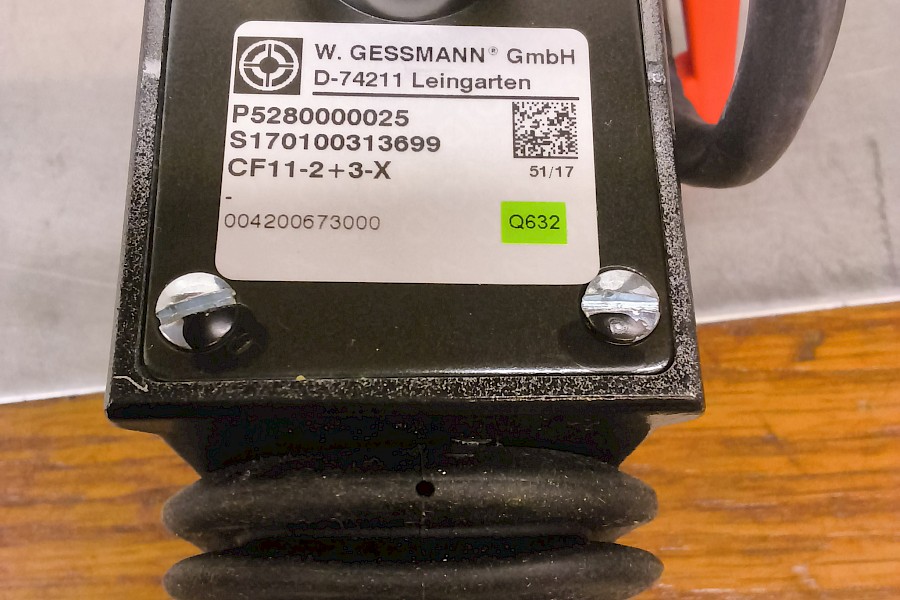 W. GESSMANN® GmbH
D-74211 Leingarten
P5280000025
S170100313699
CF11-2+3-X
51/17
-
004200673000
Q632